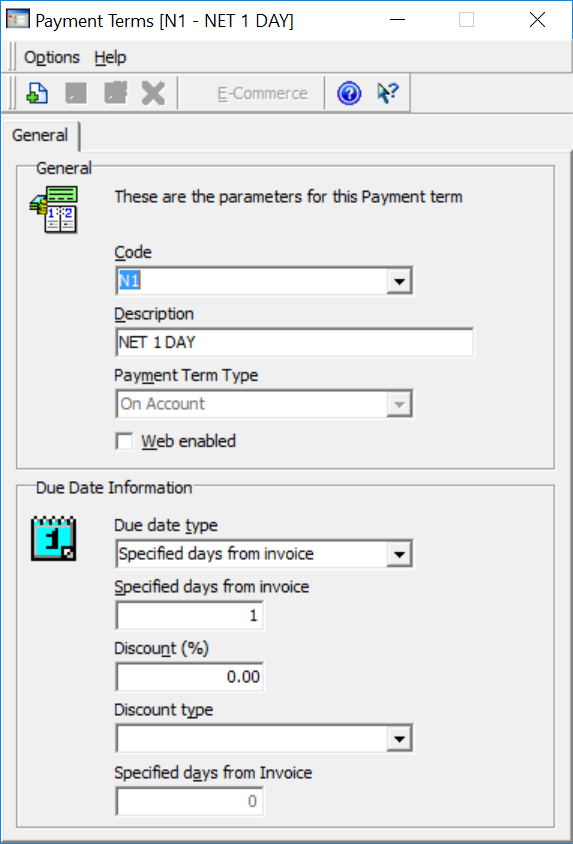 Payment Terms [N1 - NET 1 DAY]
Options Help
E-Commerce
General
General
These are the parameters for this Payment term
Code
N1
Description
NET 1 DAY
Payment Term Type
On Account
Web enabled
Due Date Information
Due date type
Specified days from invoice
Specified days from invoice
1
Discount (%)
0.00
Discount type
Specified days from Invoice
0